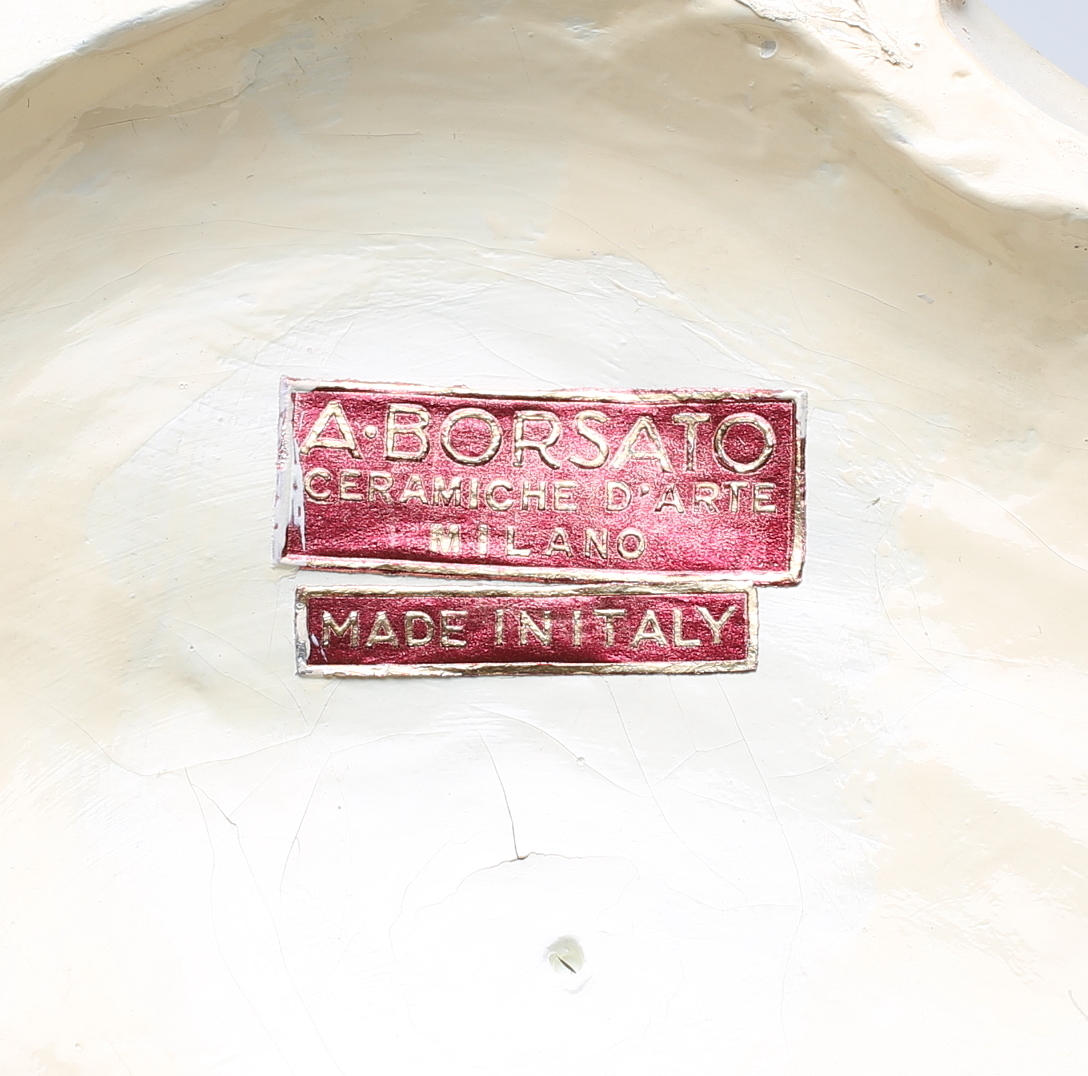 A·BORSATO
CERAMICHE D'ARTE
MILANO
MADE IN ITALY